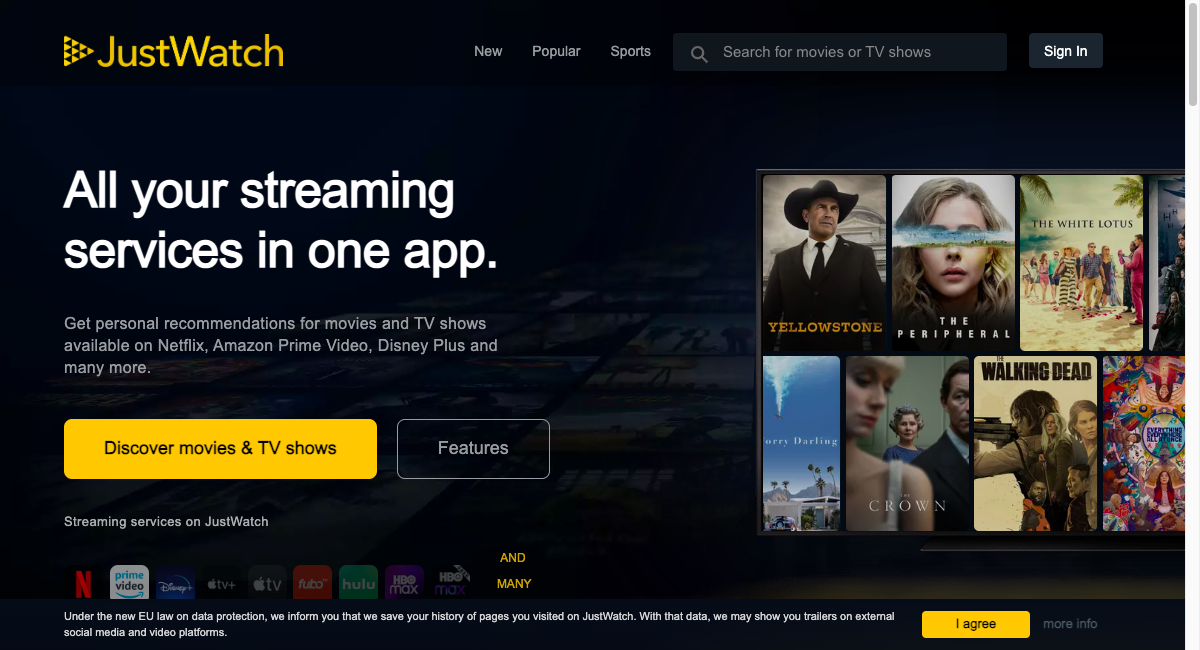 JustWatch
New Popular Sports Search for movies or TV shows Sign In
All your streaming
services in one app.
Get personal recommendations for movies and TV shows
available on Netflix, Amazon Prime Video, Disney Plus and
many more.
Discover movies & TV shows
Features
Streaming services on JustWatch
N
prime
video
Disney+
tv+
tv
fubo
hulu
HBO
max
HBO
max
AND
MANY
YELLOWSTONE
THE
PERIPHERAL
THE WHITE LOTUS
orry Darling
THE
CROWN
THE
WALKING DEAD
EVERYTHING
EVERYWHERE
ALL AT ONCE
Under the new EU law on data protection, we inform you that we save your history of pages you visited on JustWatch. With that data, we may show you trailers on external
social media and video platforms.
I agree
more info